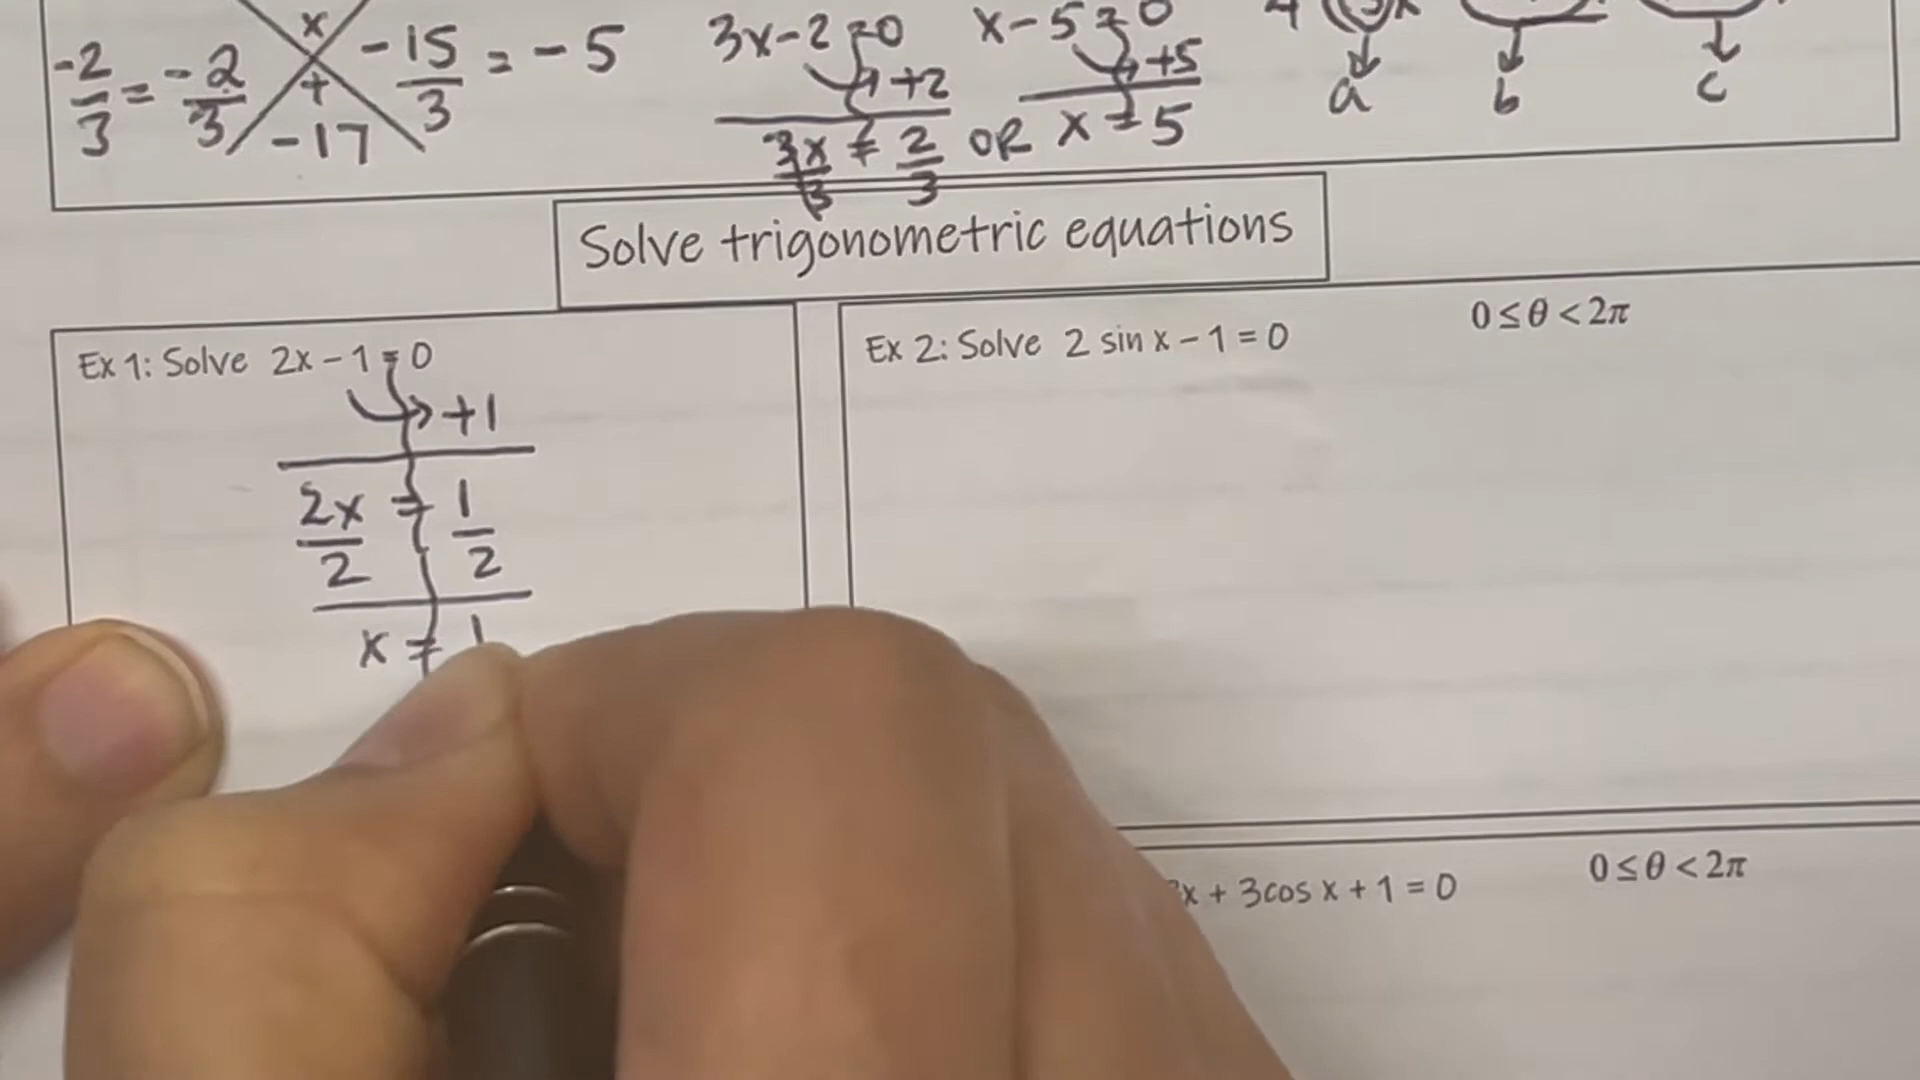 -2/3 = -2/3 x + -17 -15/3 = -5
3x-2=0
+2
3x/3 = 2/3 OR
x-5=0
+5
x=5
a b c
Solve trigonometric equations
Ex 1: Solve 2x-1=0
+1
2x/2 = 1/2
x = 1
Ex 2: Solve 2 sin x-1=0 0≤θ<2π
x + 3cos x + 1 = 0 0≤θ<2π